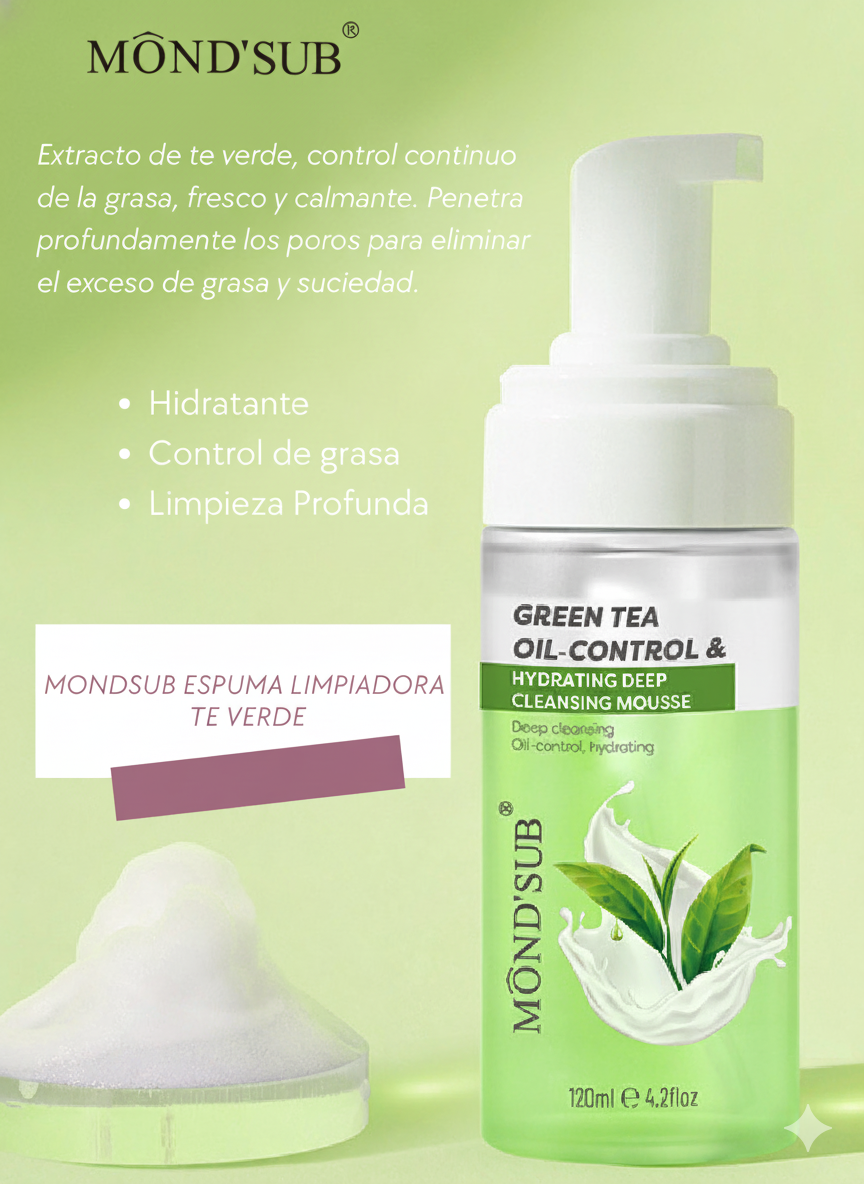 MÔND'SUB®
Extracto de te verde, control continuo
de la grasa, fresco y calmante. Penetra
profundamente los poros para eliminar
el exceso de grasa y suciedad.
• Hidratante
• Control de grasa
• Limpieza Profunda
MONDSUB ESPUMA LIMPIADORA
TE VERDE
GREEN TEA
OIL-CONTROL &
HYDRATING DEEP
CLEANSING MOUSSE
Deep cleansing
Oil-control, hydrating
MÔND'SUB®
120ml ℮ 4.2floz